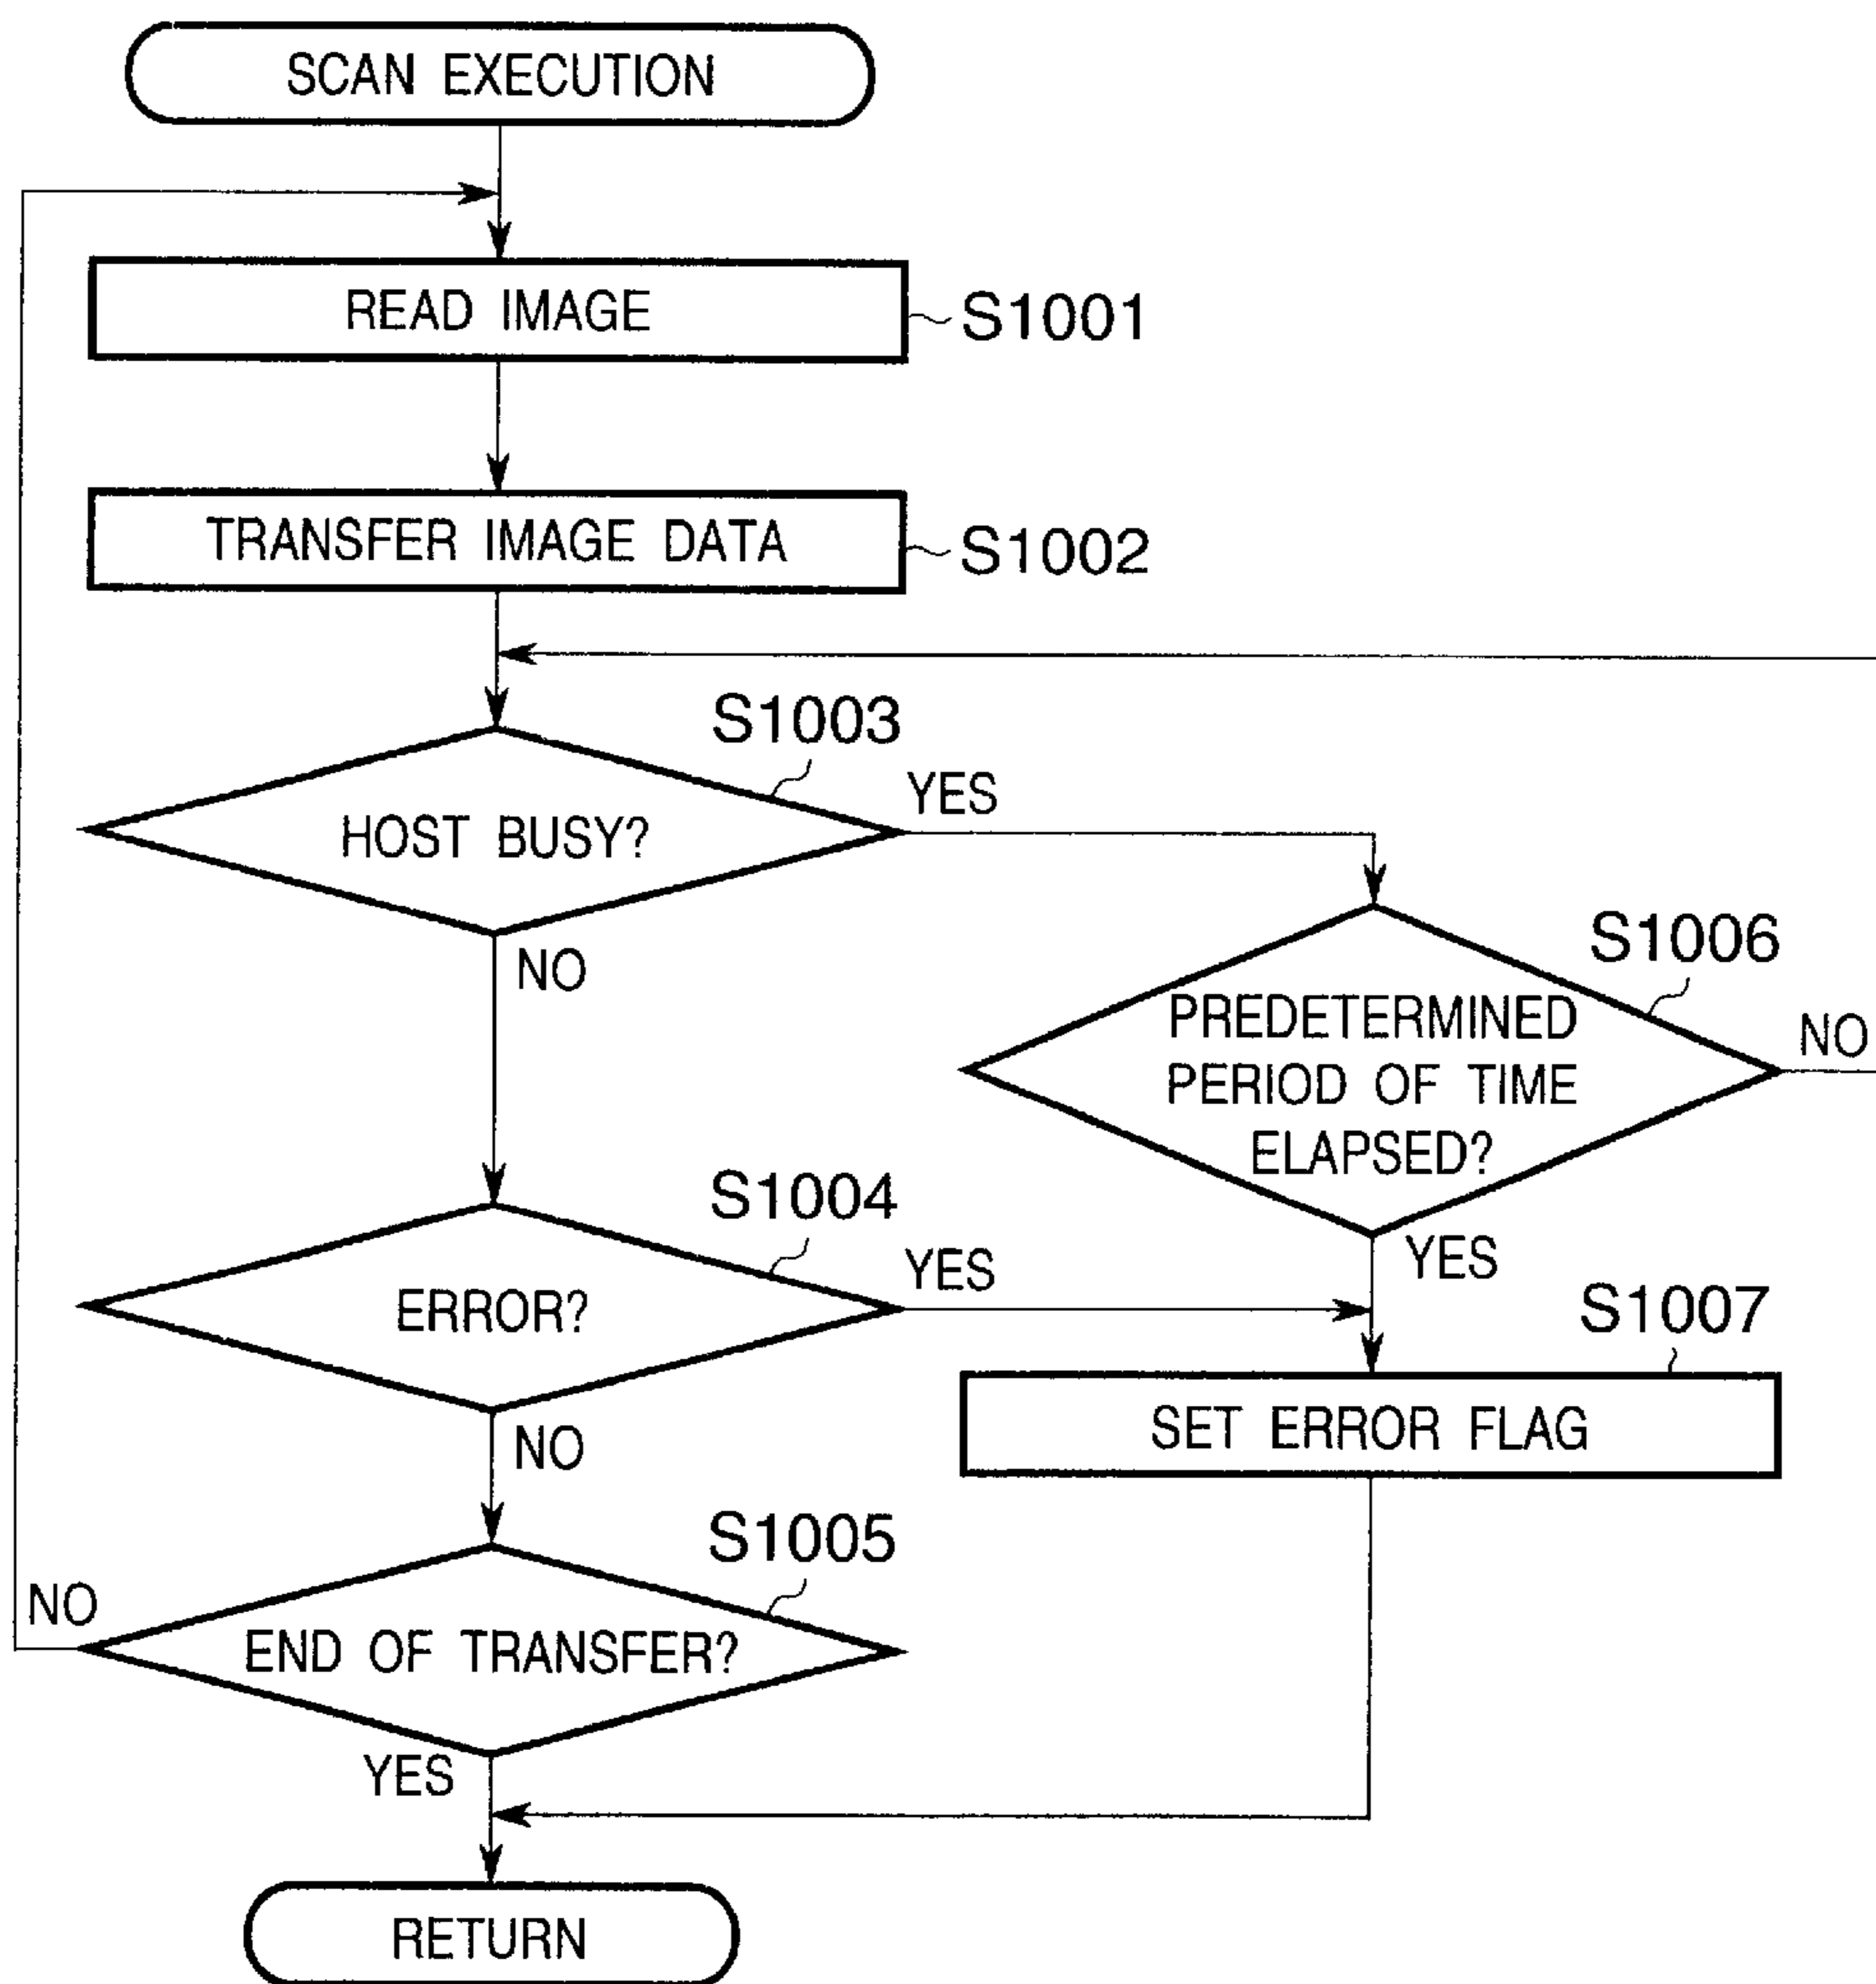 SCAN EXECUTION
READ IMAGE
S1001
TRANSFER IMAGE DATA
S1002
S1003
HOST BUSY?
YES
NO
S1006
PREDETERMINED
PERIOD OF TIME
ELAPSED?
NO
YES
S1004
ERROR?
YES
NO
S1007
SET ERROR FLAG
S1005
END OF TRANSFER?
NO
YES
RETURN